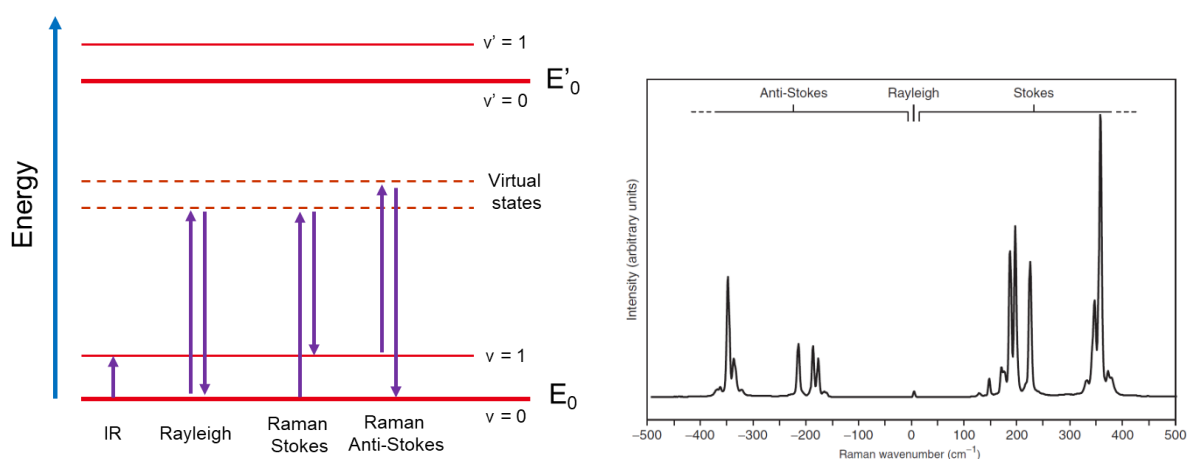 Energy
v' = 1
E'₀
v' = 0
Virtual
states
v = 1
E₀
v = 0
IR
Rayleigh
Raman
Stokes
Raman
Anti-Stokes
Anti-Stokes
Rayleigh
Stokes
Intensity (arbitrary units)
−500
−400
−300
−200
−100
0
100
200
300
400
500
Raman wavenumber (cm⁻¹)